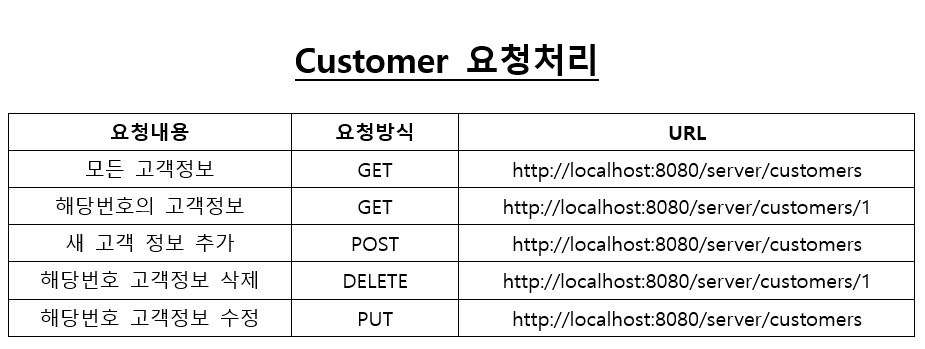 Customer 요청처리
요청내용 요청방식 URL
모든 고객정보 GET http://localhost:8080/server/customers
해당번호의 고객정보 GET http://localhost:8080/server/customers/1
새 고객 정보 추가 POST http://localhost:8080/server/customers
해당번호 고객정보 삭제 DELETE http://localhost:8080/server/customers/1
해당번호 고객정보 수정 PUT http://localhost:8080/server/customers